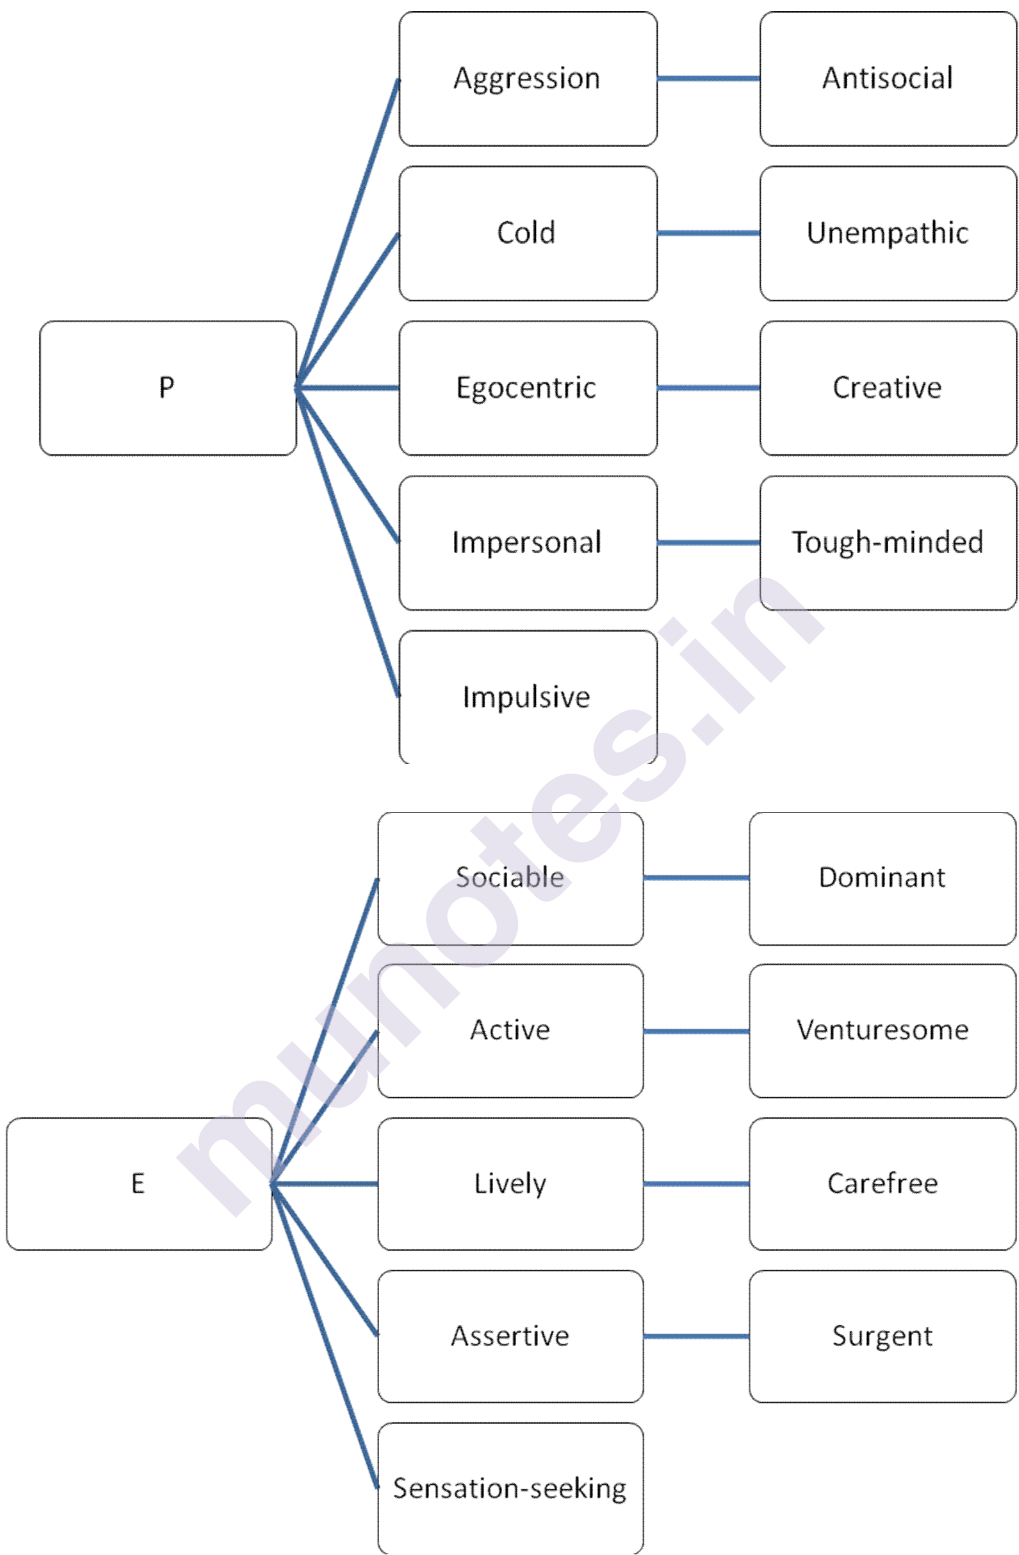 Aggression Antisocial
Cold Unempathic
P Egocentric Creative
Impersonal Tough-minded
Impulsive
Sociable Dominant
Active Venturesome
E Lively Carefree
Assertive Surgent
Sensation-seeking
munotes.in